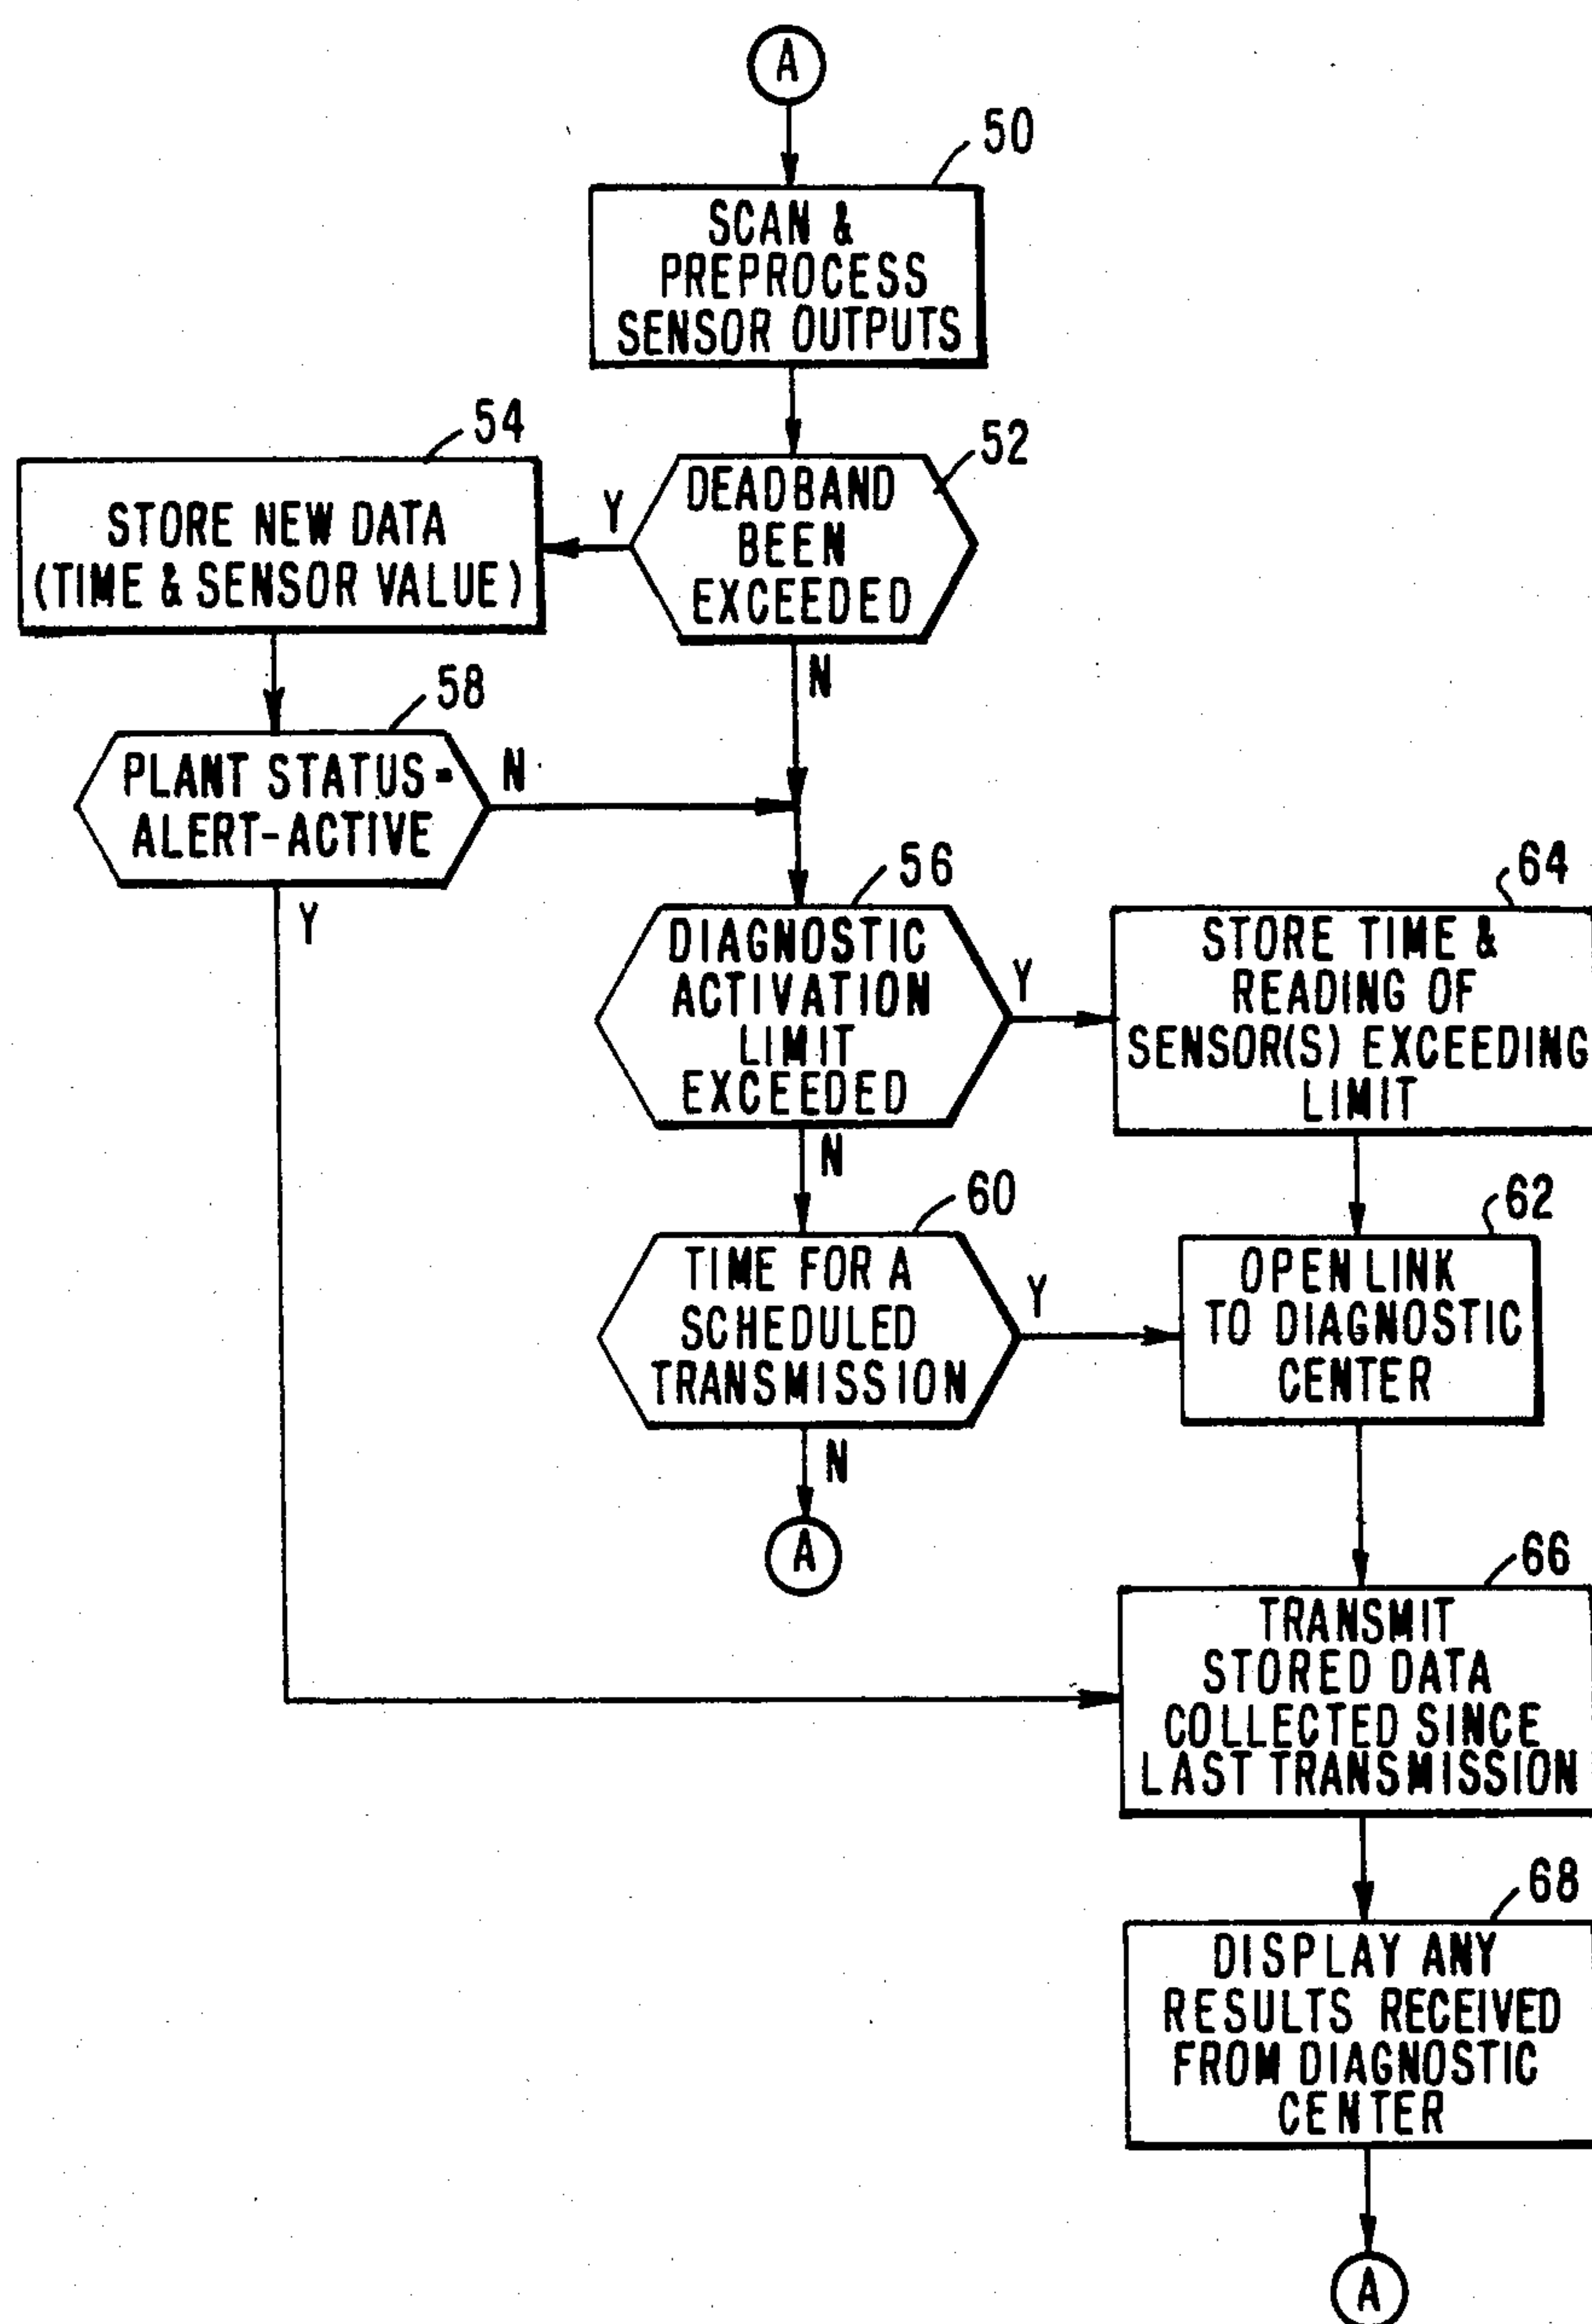 A
50
SCAN &
PREPROCESS
SENSOR OUTPUTS
52
DEADBAND
BEEN
EXCEEDED
Y
N
54
STORE NEW DATA
(TIME & SENSOR VALUE)
58
PLANT STATUS=
ALERT-ACTIVE
N
Y
56
DIAGNOSTIC
ACTIVATION
LIMIT
EXCEEDED
Y
N
64
STORE TIME &
READING OF
SENSOR(S) EXCEEDING
LIMIT
60
TIME FOR A
SCHEDULED
TRANSMISSION
Y
N
A
62
OPEN LINK
TO DIAGNOSTIC
CENTER
66
TRANSMIT
STORED DATA
COLLECTED SINCE
LAST TRANSMISSION
68
DISPLAY ANY
RESULTS RECEIVED
FROM DIAGNOSTIC
CENTER
A